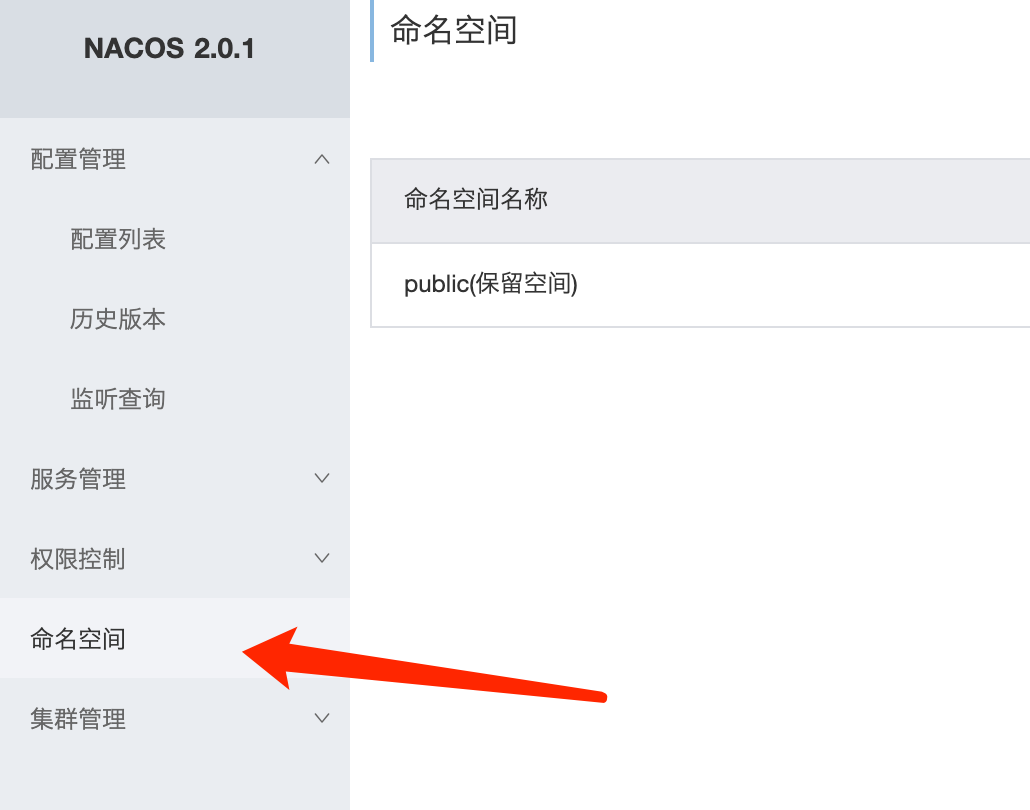 NACOS 2.0.1
配置管理
配置列表
历史版本
监听查询
服务管理
权限控制
命名空间
集群管理
命名空间
命名空间名称
public(保留空间)